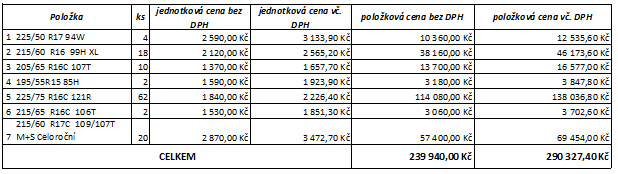 Položka ks jednotková cena bez DPH jednotková cena vč. DPH položková cena bez DPH položková cena vč. DPH
1 225/50 R17 94W 4 2 590,00 Kč 3 133,90 Kč 10 360,00 Kč 12 535,60 Kč
2 215/60 R16 99H XL 18 2 120,00 Kč 2 565,20 Kč 38 160,00 Kč 46 173,60 Kč
3 205/65 R16C 107T 10 1 370,00 Kč 1 657,70 Kč 13 700,00 Kč 16 577,00 Kč
4 195/55R15 85H 2 1 590,00 Kč 1 923,90 Kč 3 180,00 Kč 3 847,80 Kč
5 225/75 R16C 121R 62 1 840,00 Kč 2 226,40 Kč 114 080,00 Kč 138 036,80 Kč
6 215/65 R16C 106T 2 1 530,00 Kč 1 851,30 Kč 3 060,00 Kč 3 702,60 Kč
215/60 R17C 109/107T
7 M+S Celoroční 20 2 870,00 Kč 3 472,70 Kč 57 400,00 Kč 69 454,00 Kč
CELKEM 239 940,00 Kč 290 327,40 Kč